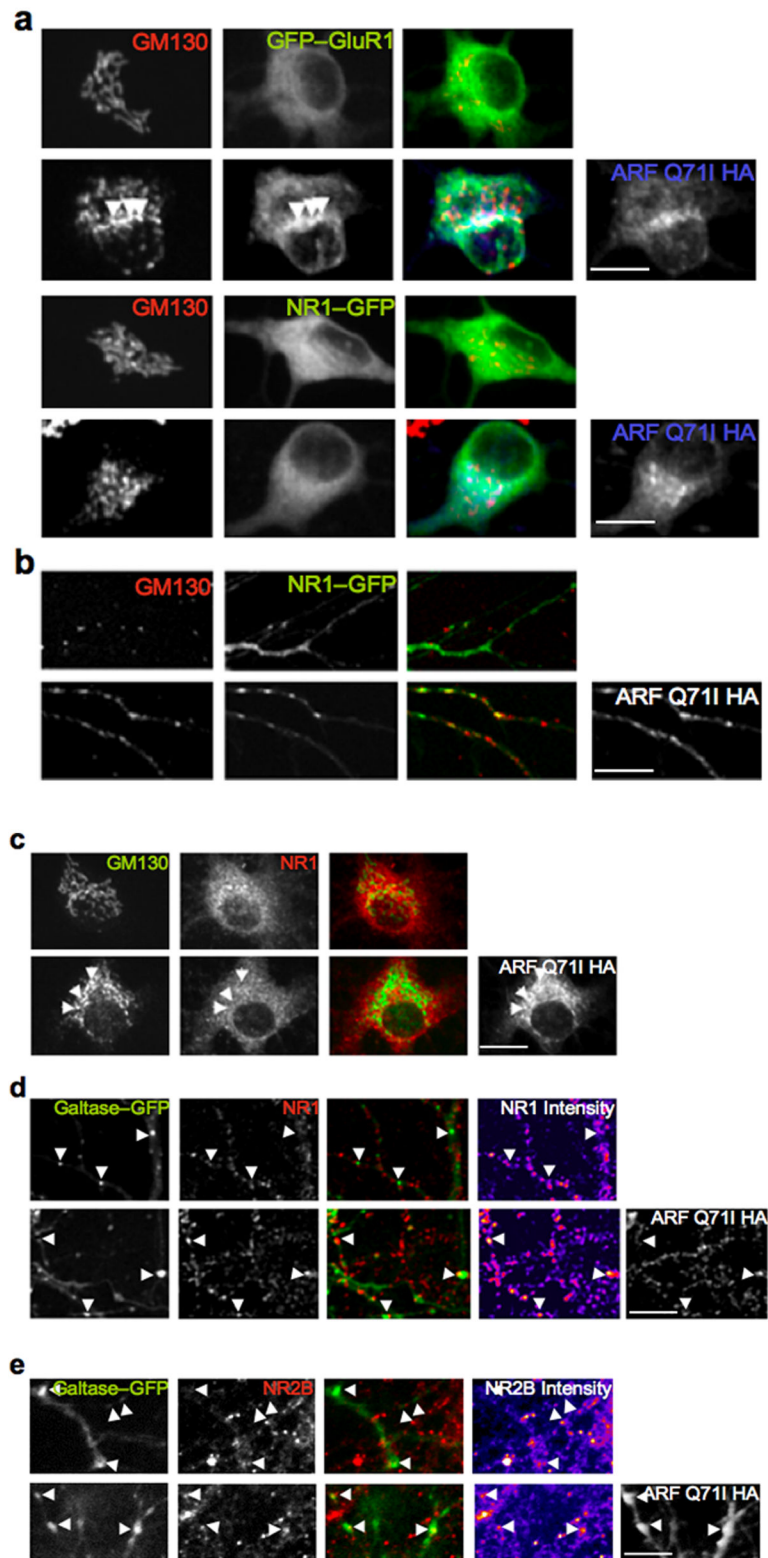 a
GM130 GFP–GluR1
ARF Q71I HA
GM130 NR1–GFP
ARF Q71I HA
b
GM130 NR1–GFP
ARF Q71I HA
c
GM130 NR1
ARF Q71I HA
d
Galtase–GFP NR1 NR1 Intensity
ARF Q71I HA
e
Galtase–GFP NR2B NR2B Intensity
ARF Q71I HA